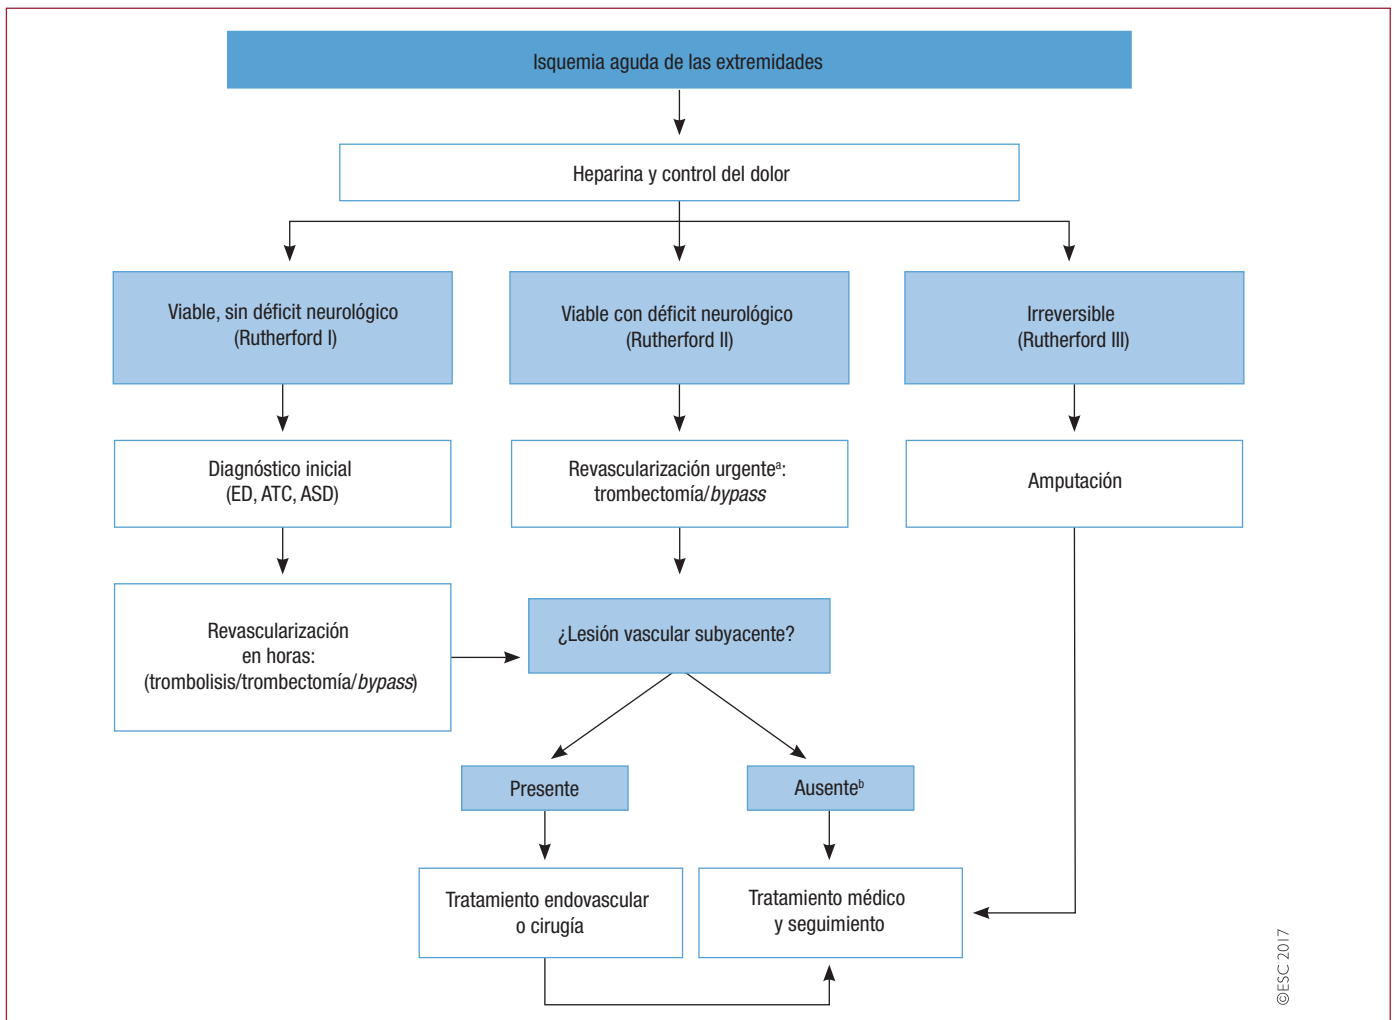 Isquemia aguda de las extremidades
Heparina y control del dolor
Viable, sin déficit neurológico
(Rutherford I)
Viable con déficit neurológico
(Rutherford II)
Irreversible
(Rutherford III)
Diagnóstico inicial
(ED, ATC, ASD)
Revascularización urgenteᵃ:
trombectomía/bypass
Amputación
Revascularización
en horas:
(trombolisis/trombectomía/bypass)
¿Lesión vascular subyacente?
Presente
Ausenteᵇ
Tratamiento endovascular
o cirugía
Tratamiento médico
y seguimiento
©ESC 2017